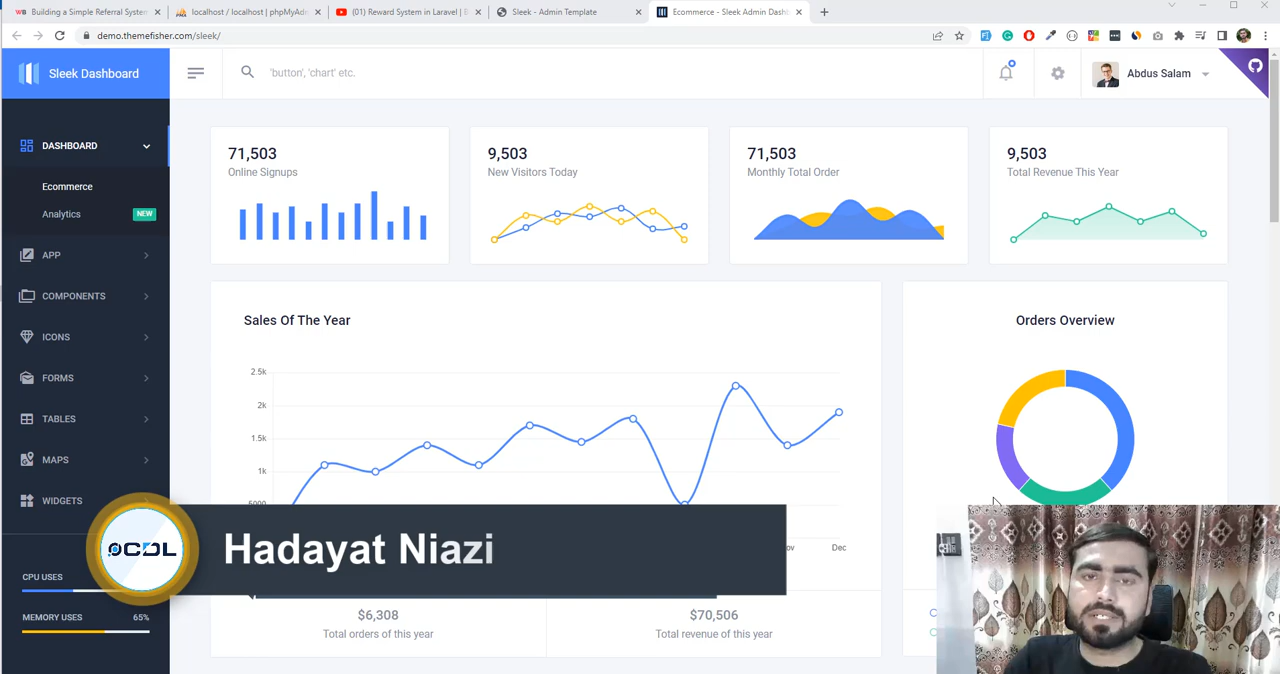 Building a Simple Referral System
localhost / localhost | phpMyAdm
(01) Reward System in Laravel |
Sleek - Admin Template
Ecommerce - Sleek Admin Dashb
demo.themefisher.com/sleek/
Sleek Dashboard
'button', 'chart' etc.
Abdus Salam
DASHBOARD
Ecommerce
Analytics
NEW
APP
COMPONENTS
ICONS
FORMS
TABLES
MAPS
WIDGETS
CPU USES
MEMORY USES
65%
71,503
Online Signups
9,503
New Visitors Today
71,503
Monthly Total Order
9,503
Total Revenue This Year
Sales Of The Year
2.5k
2k
1.5k
1k
5000
Dec
Orders Overview
Hadayat Niazi
$6,308
Total orders of this year
$70,506
Total revenue of this year